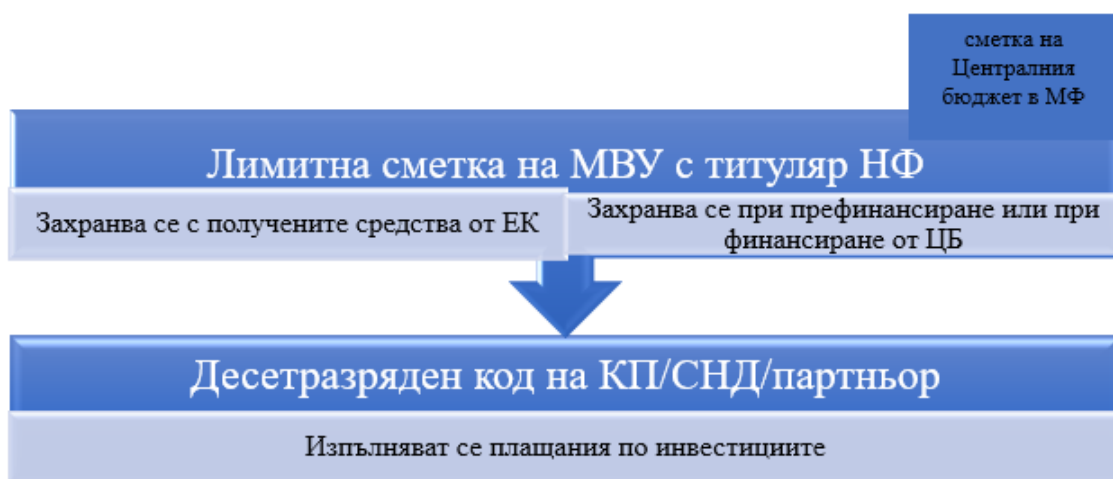 сметка на
Централния
бюджет в МФ
Лимитна сметка на МВУ с титуляр НФ
Захранва се с получените средства от ЕК
Захранва се при префинансиране или при
финансиране от ЦБ
Десетразряден код на КП/СНД/партньор
Изпълняват се плащания по инвестициите